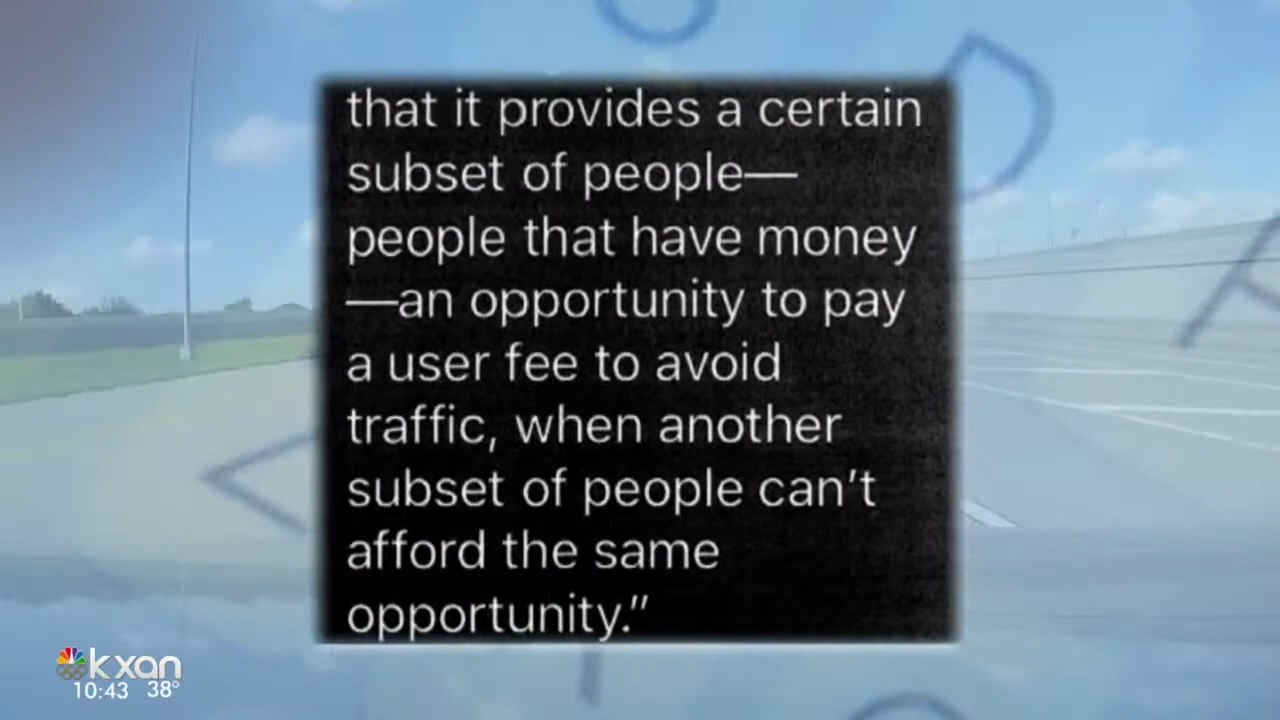 that it provides a certain
subset of people—
people that have money
—an opportunity to pay
a user fee to avoid
traffic, when another
subset of people can't
afford the same
opportunity."
kxan
10:43 38°